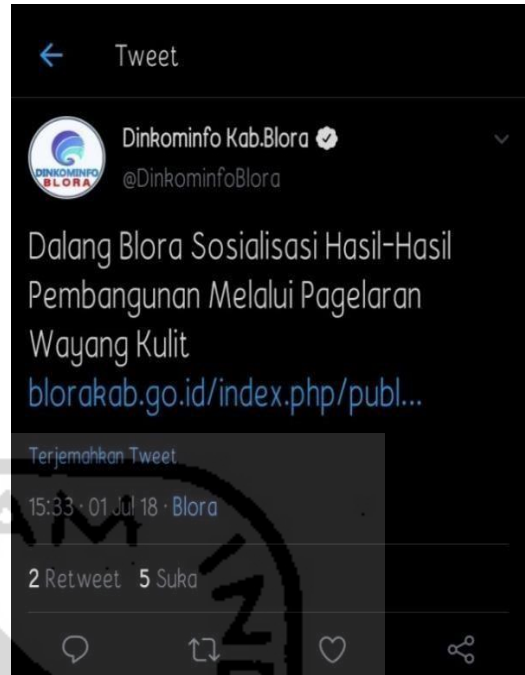 Tweet
Dinkominfo Kab.Blora
@DinkominfoBlora
DINKOMINFO
BLORA
Dalang Blora Sosialisasi Hasil-Hasil
Pembangunan Melalui Pagelaran
Wayang Kulit
blorakab.go.id/index.php/publ...
Terjemahkan Tweet
15:33 · 01 Jul 18 · Blora
2 Retweet 5 Suka